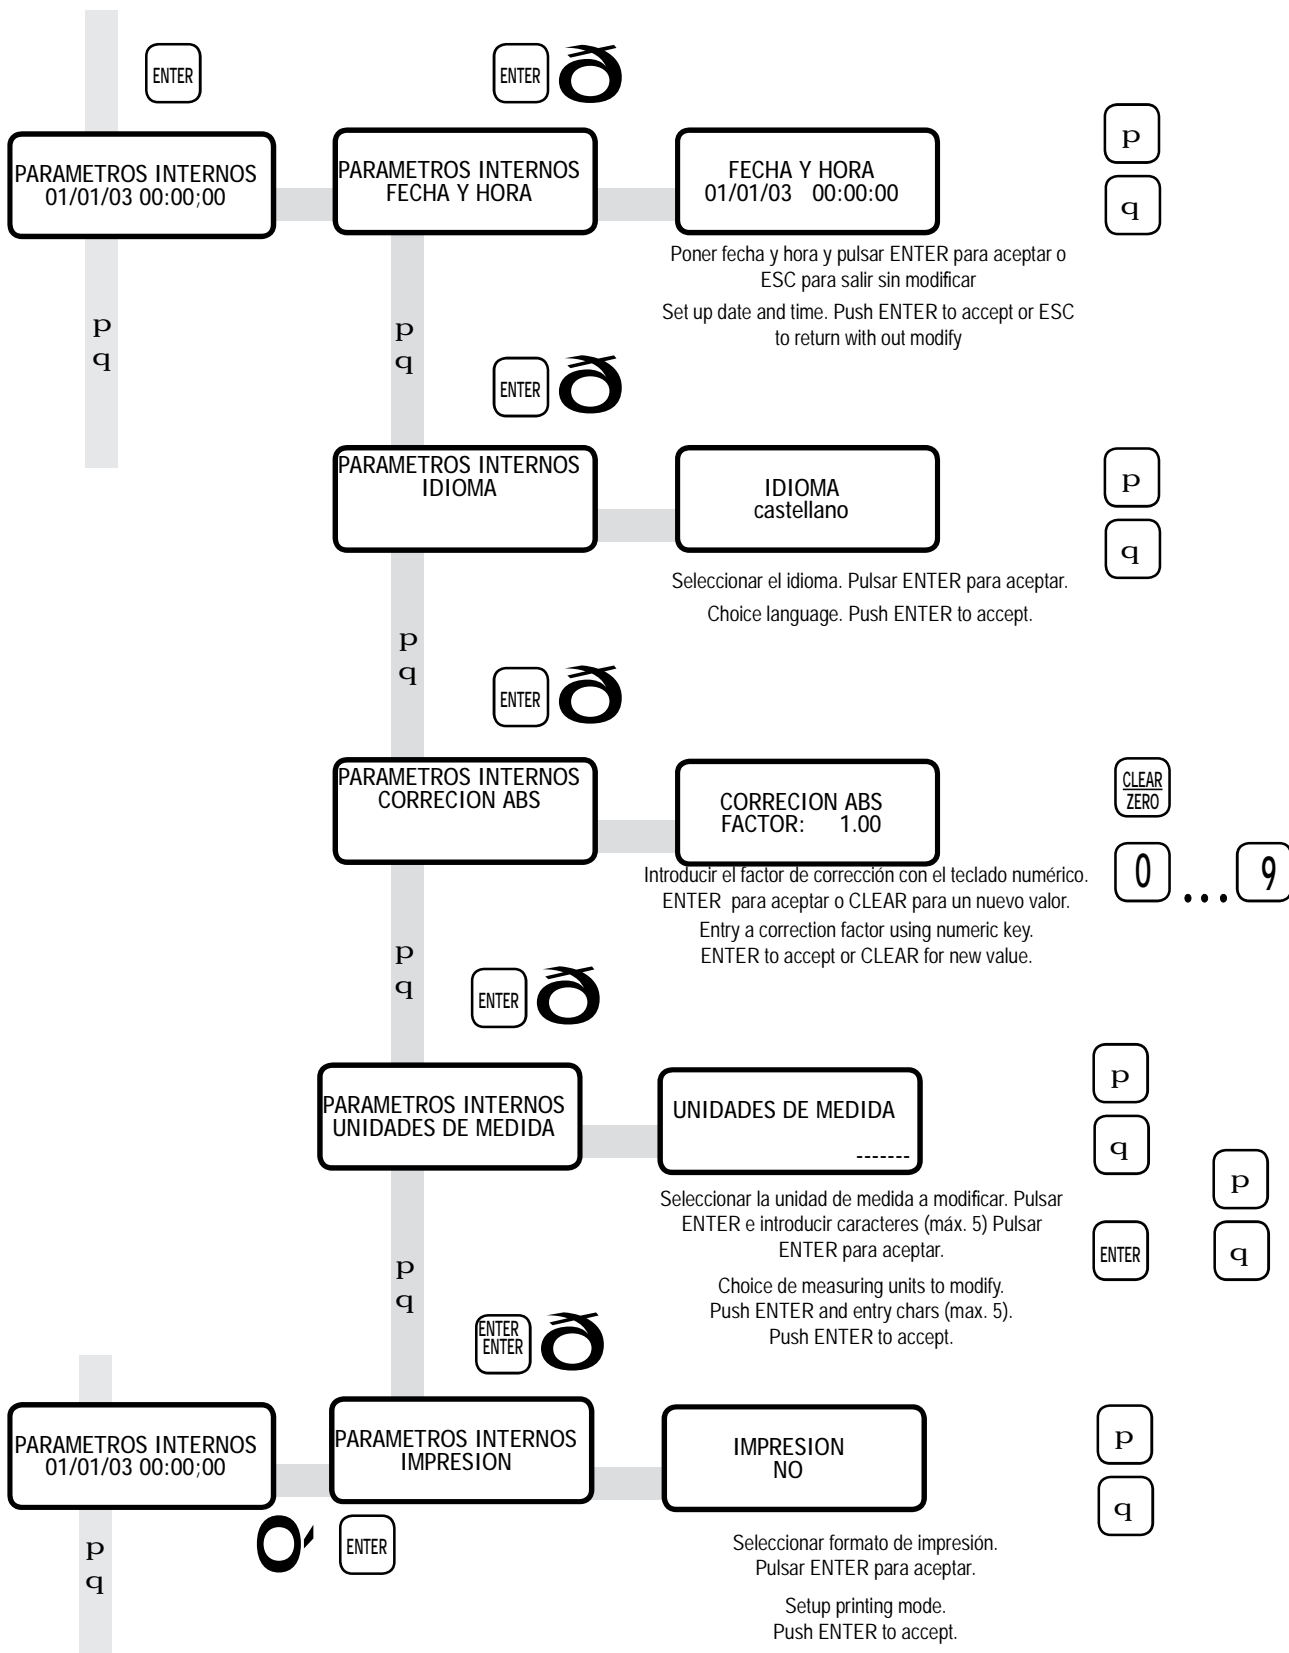 ENTER
ENTER ð
PARAMETROS INTERNOS
01/01/03 00:00;00
PARAMETROS INTERNOS
FECHA Y HORA
FECHA Y HORA
01/01/03 00:00:00
p
q
Poner fecha y hora y pulsar ENTER para aceptar o
ESC para salir sin modificar
Set up date and time. Push ENTER to accept or ESC
to return with out modify
p
q
p
q
ENTER ð
PARAMETROS INTERNOS
IDIOMA
IDIOMA
castellano
p
q
Seleccionar el idioma. Pulsar ENTER para aceptar.
Choice language. Push ENTER to accept.
p
q
ENTER ð
PARAMETROS INTERNOS
CORRECION ABS
CORRECION ABS
FACTOR: 1.00
CLEAR
ZERO
0 ... 9
Introducir el factor de corrección con el teclado numérico.
ENTER para aceptar o CLEAR para un nuevo valor.
Entry a correction factor using numeric key.
ENTER to accept or CLEAR for new value.
p
q
ENTER ð
PARAMETROS INTERNOS
UNIDADES DE MEDIDA
UNIDADES DE MEDIDA
-------
p
q
p
ENTER q
Seleccionar la unidad de medida a modificar. Pulsar
ENTER e introducir caracteres (máx. 5) Pulsar
ENTER para aceptar.
Choice de measuring units to modify.
Push ENTER and entry chars (max. 5).
Push ENTER to accept.
p
q
ENTER
ENTER ð
PARAMETROS INTERNOS
01/01/03 00:00;00
PARAMETROS INTERNOS
IMPRESION
IMPRESION
NO
p
q
ENTER
p
q
Seleccionar formato de impresión.
Pulsar ENTER para aceptar.
Setup printing mode.
Push ENTER to accept.